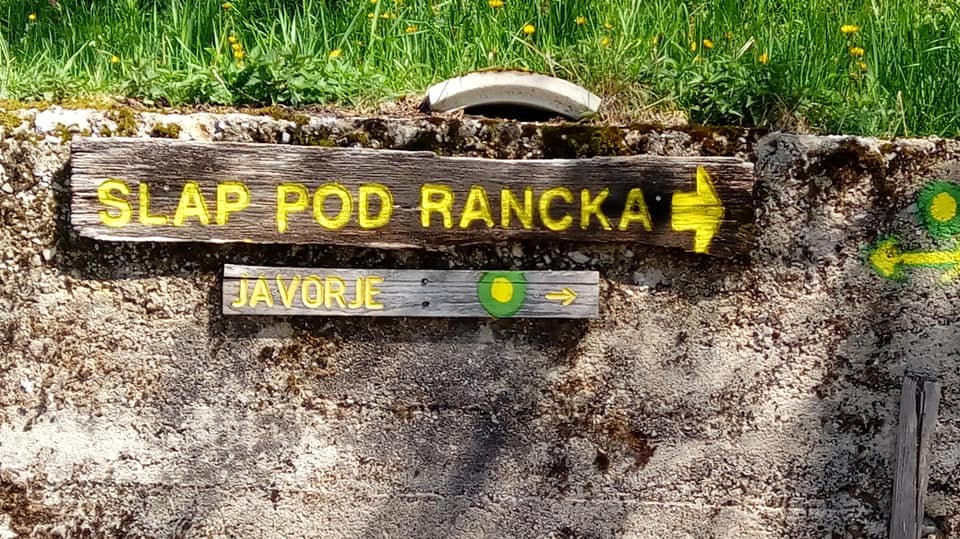 SLAP POD RANCKA
JAVORJE